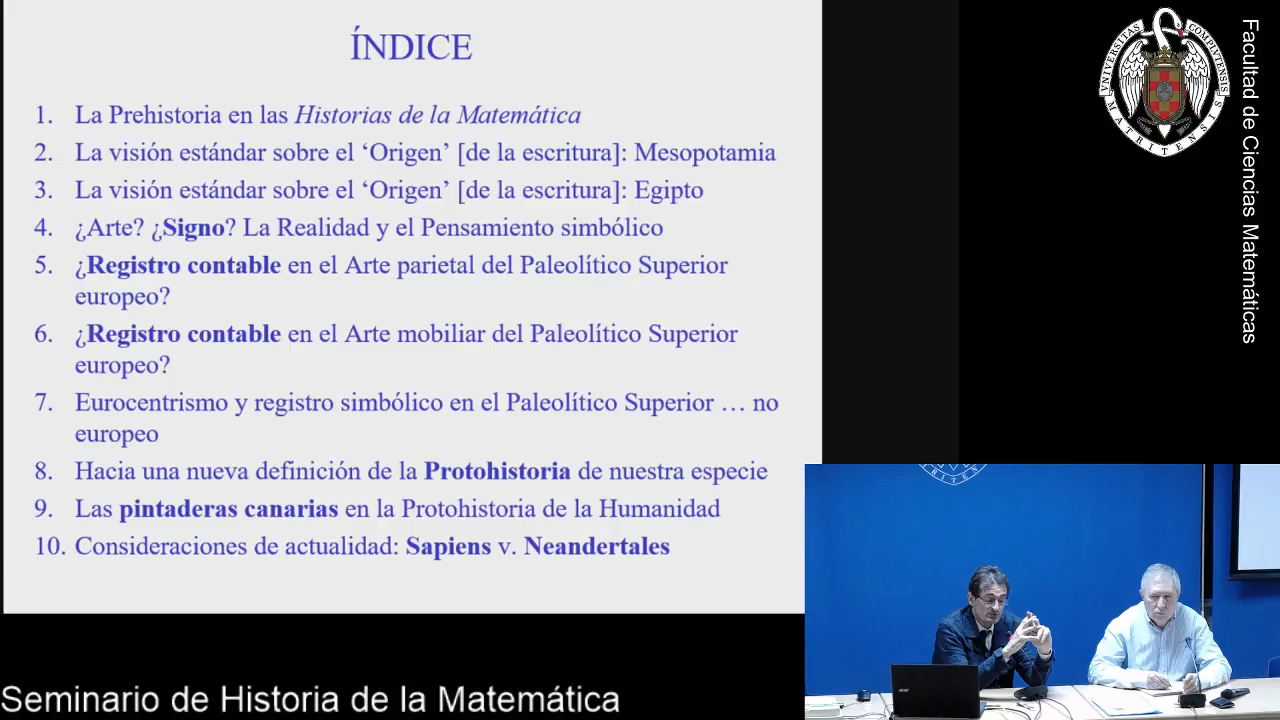 ÍNDICE
1. La Prehistoria en las Historias de la Matemática
2. La visión estándar sobre el ‘Origen’ [de la escritura]: Mesopotamia
3. La visión estándar sobre el ‘Origen’ [de la escritura]: Egipto
4. ¿Arte? ¿Signo? La Realidad y el Pensamiento simbólico
5. ¿Registro contable en el Arte parietal del Paleolítico Superior
europeo?
6. ¿Registro contable en el Arte mobiliar del Paleolítico Superior
europeo?
7. Eurocentrismo y registro simbólico en el Paleolítico Superior … no
europeo
8. Hacia una nueva definición de la Protohistoria de nuestra especie
9. Las pintaderas canarias en la Protohistoria de la Humanidad
10. Consideraciones de actualidad: Sapiens v. Neandertales
VNIVERSITAS COMPLVTENSIS
MATRITENSIS
Facultad de Ciencias Matemáticas
acer
Seminario de Historia de la Matemática